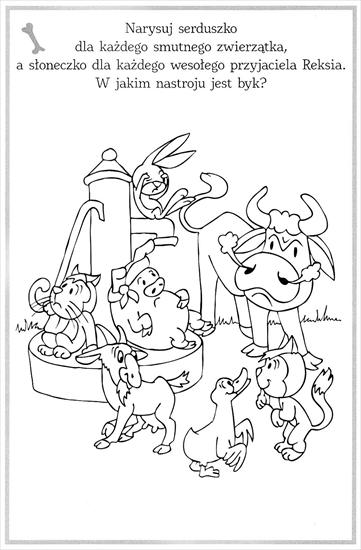 Narysuj serduszko
dla każdego smutnego zwierzątka,
a słoneczko dla każdego wesołego przyjaciela Reksia.
W jakim nastroju jest byk?